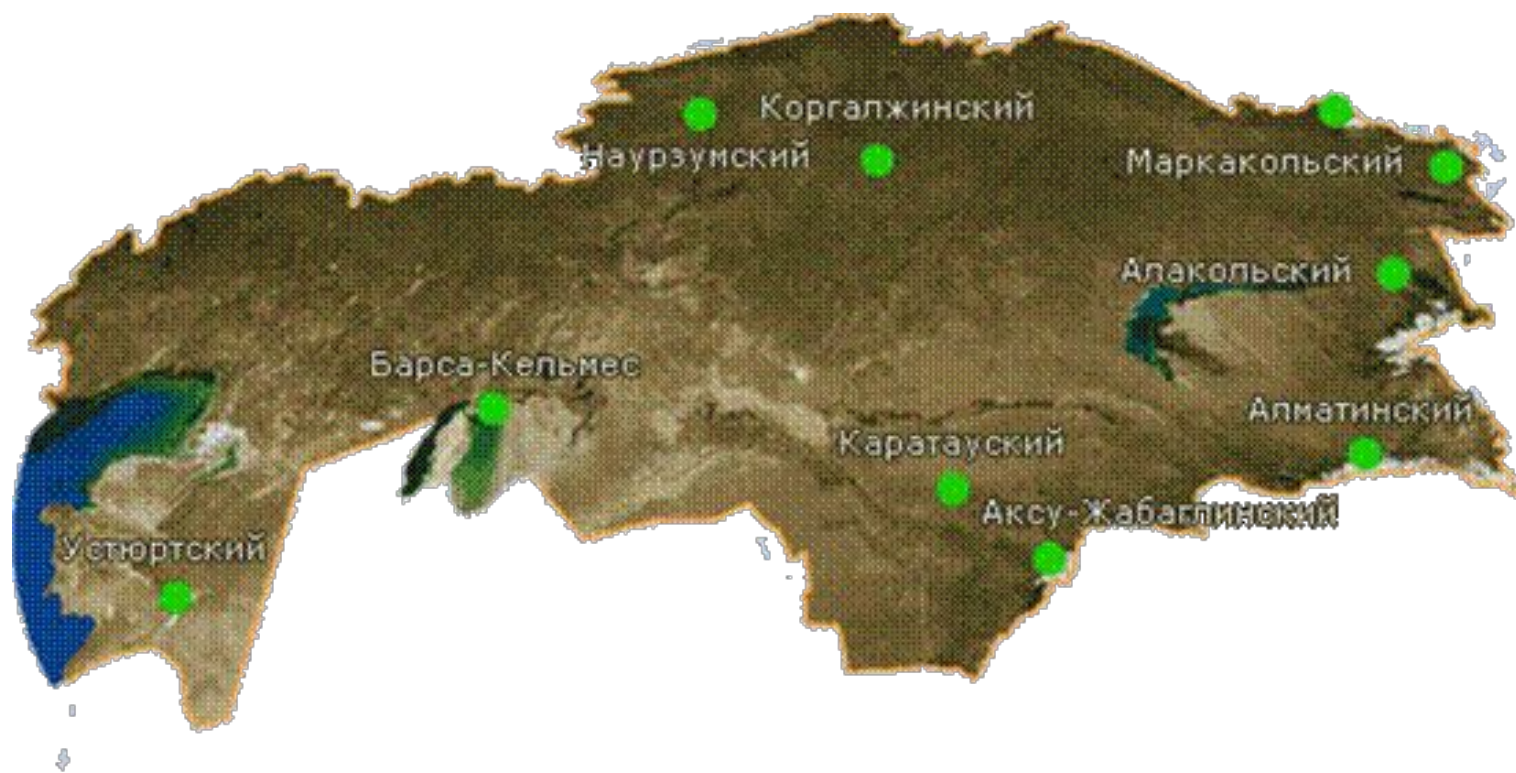 Коргалжинский
Наурзумский
Маркакольский
Алакольский
Барса-Кельмес
Алматинский
Каратауский
Аксу-Жабаглинский
Устюртский